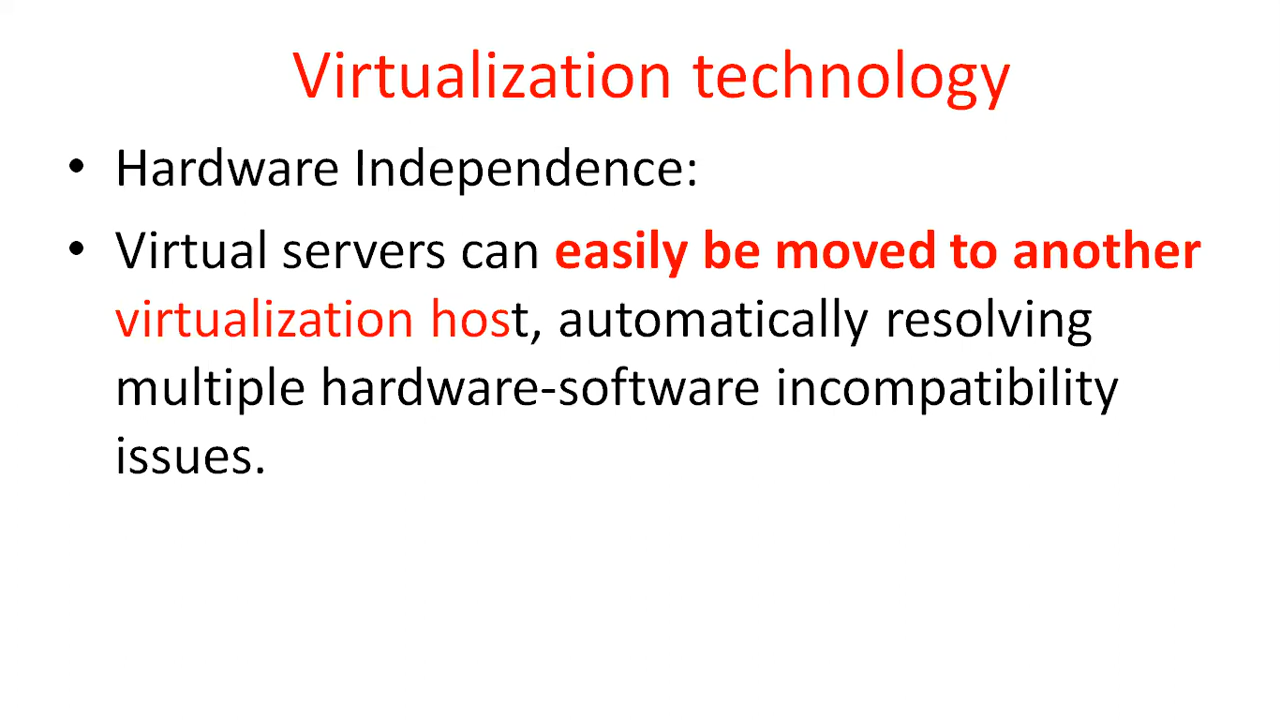 Virtualization technology
• Hardware Independence:
• Virtual servers can easily be moved to another
virtualization host, automatically resolving
multiple hardware-software incompatibility
issues.